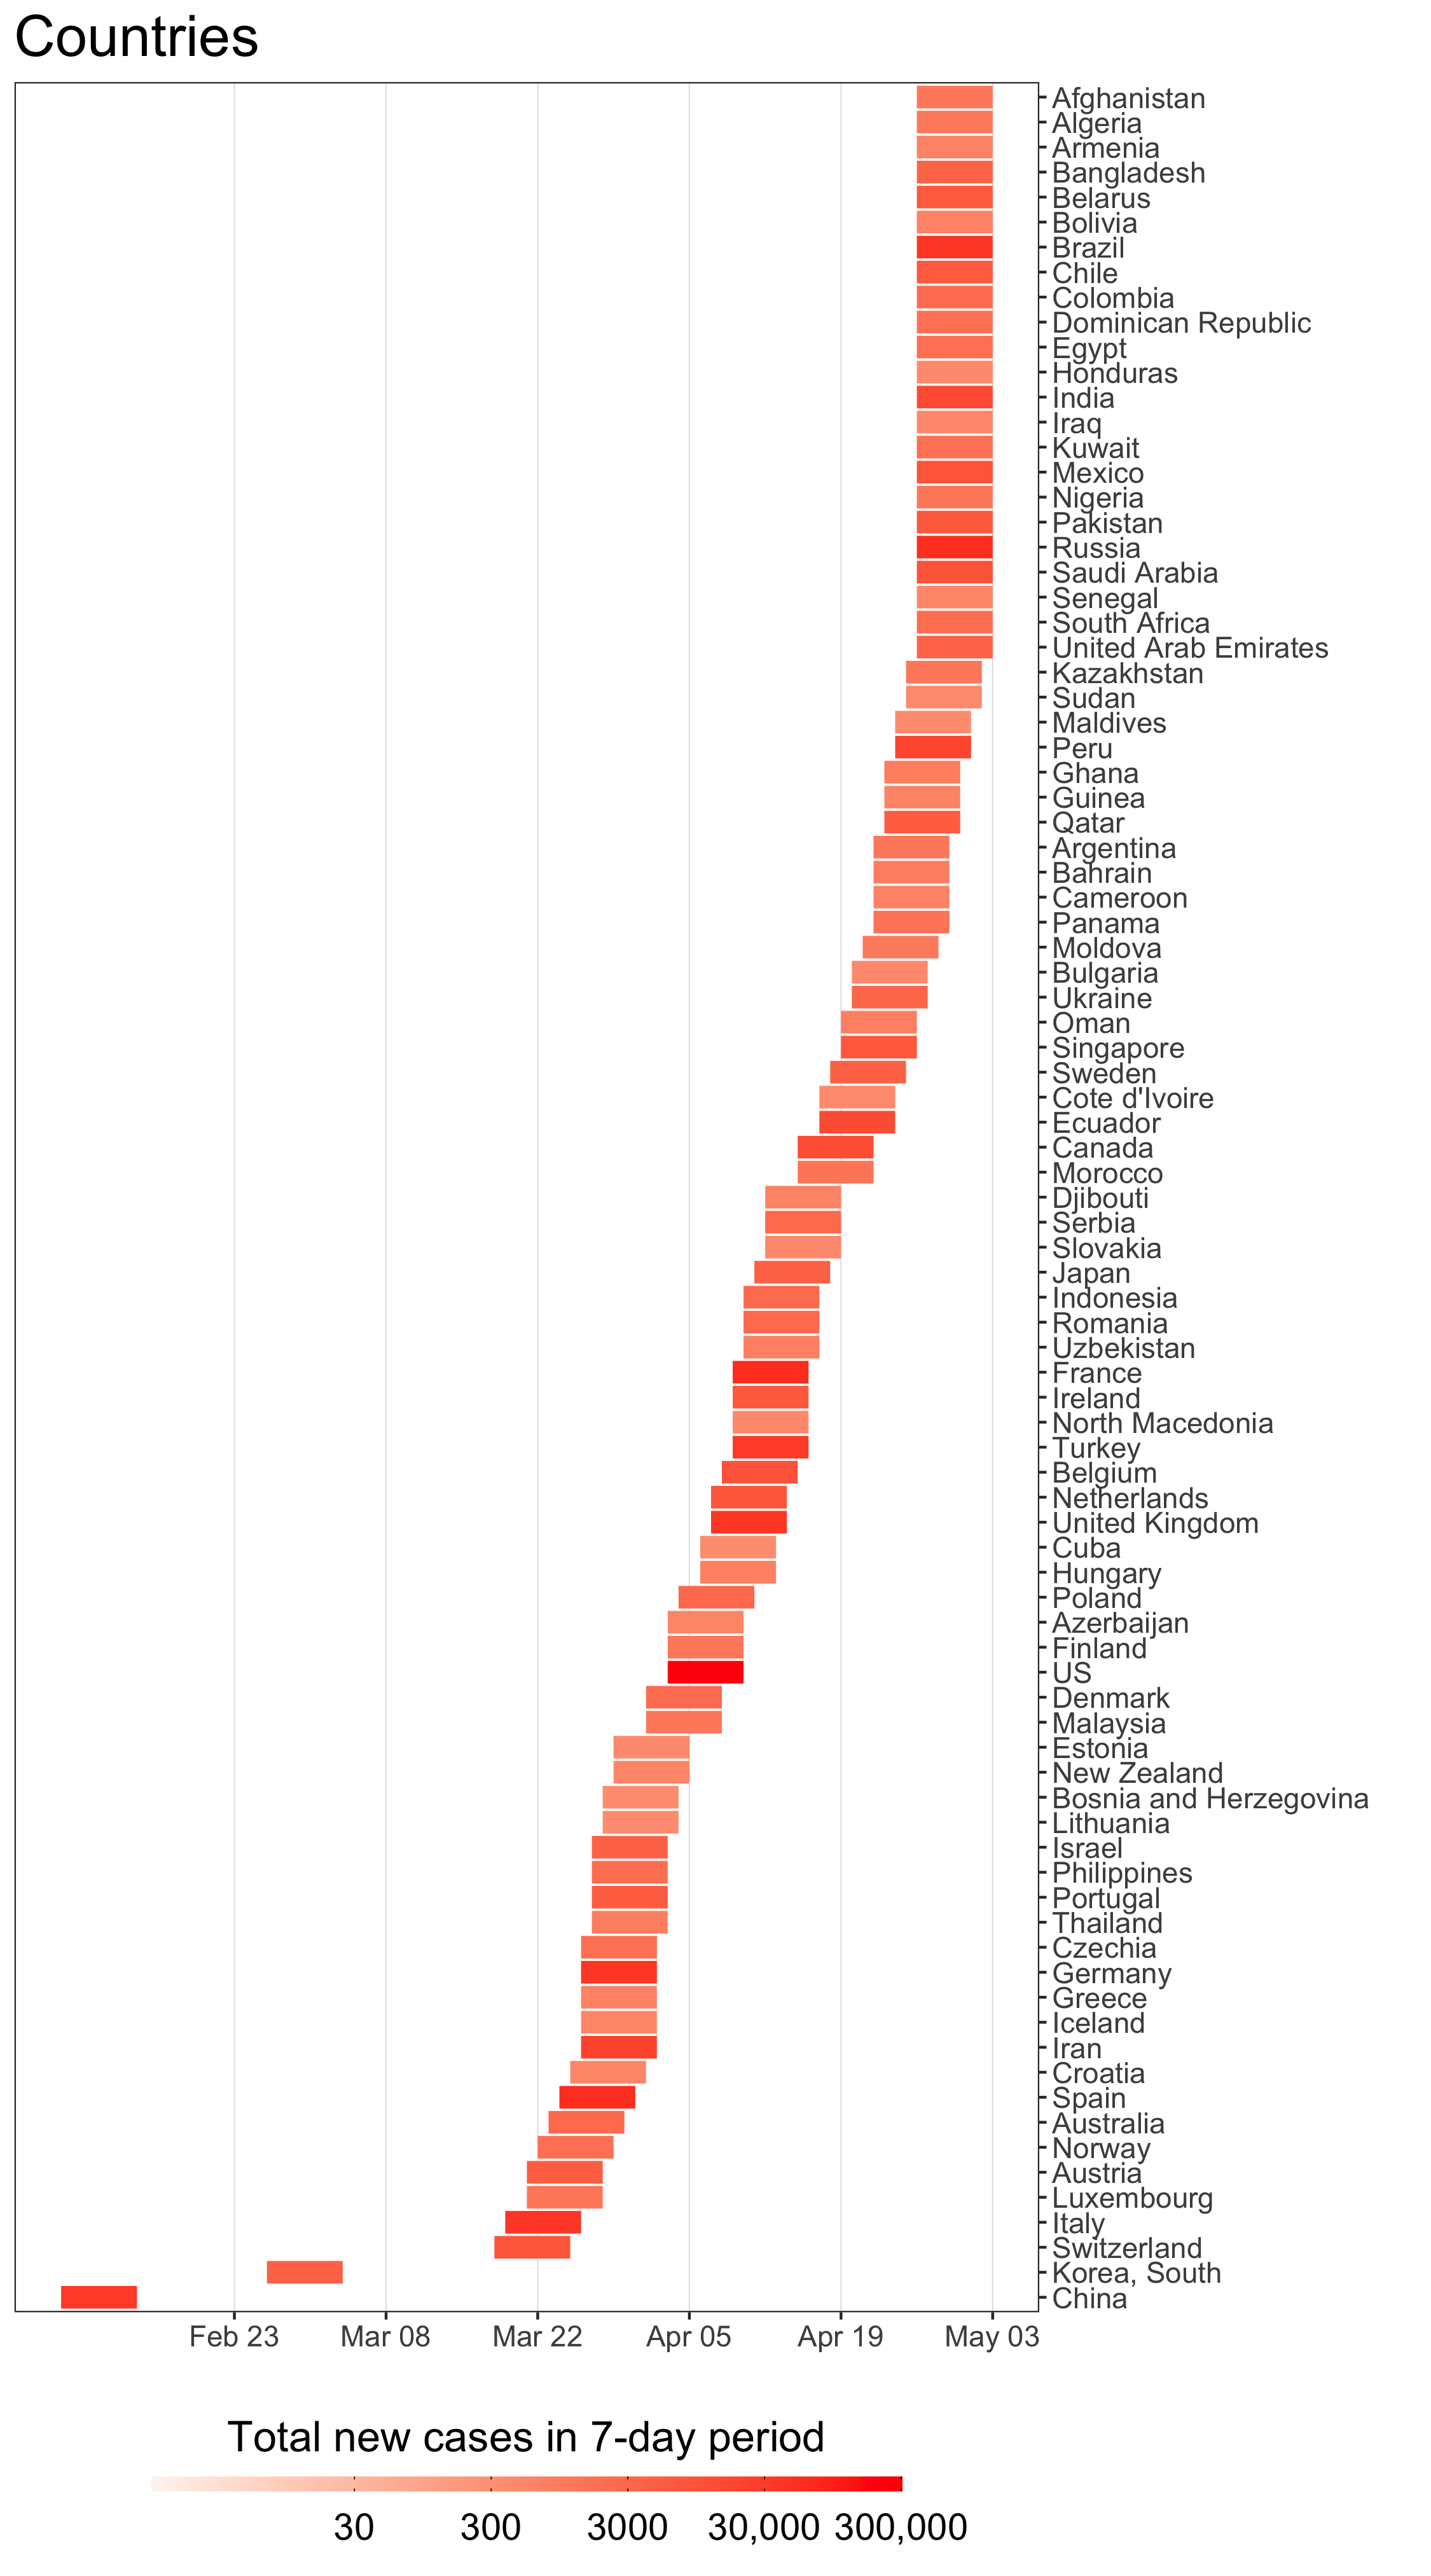 Countries
Afghanistan
Algeria
Armenia
Bangladesh
Belarus
Bolivia
Brazil
Chile
Colombia
Dominican Republic
Egypt
Honduras
India
Iraq
Kuwait
Mexico
Nigeria
Pakistan
Russia
Saudi Arabia
Senegal
South Africa
United Arab Emirates
Kazakhstan
Sudan
Maldives
Peru
Ghana
Guinea
Qatar
Argentina
Bahrain
Cameroon
Panama
Moldova
Bulgaria
Ukraine
Oman
Singapore
Sweden
Cote d'Ivoire
Ecuador
Canada
Morocco
Djibouti
Serbia
Slovakia
Japan
Indonesia
Romania
Uzbekistan
France
Ireland
North Macedonia
Turkey
Belgium
Netherlands
United Kingdom
Cuba
Hungary
Poland
Azerbaijan
Finland
US
Denmark
Malaysia
Estonia
New Zealand
Bosnia and Herzegovina
Lithuania
Israel
Philippines
Portugal
Thailand
Czechia
Germany
Greece
Iceland
Iran
Croatia
Spain
Australia
Norway
Austria
Luxembourg
Italy
Switzerland
Korea, South
China
Feb 23 Mar 08 Mar 22 Apr 05 Apr 19 May 03
Total new cases in 7-day period
30 300 3000 30,000 300,000